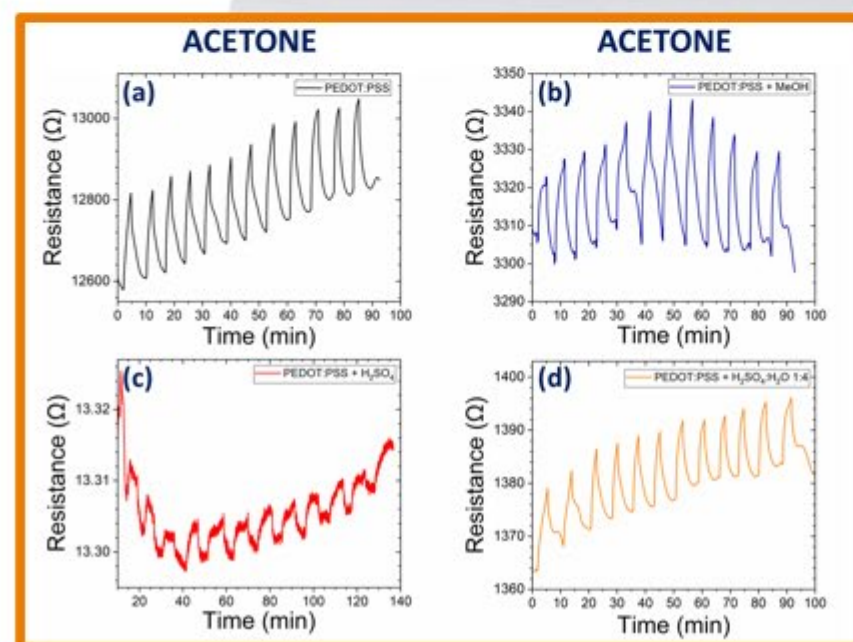 ACETONE
ACETONE
(a)
PEDOT:PSS
13000
12800
12600
Resistance (Ω)
0 10 20 30 40 50 60 70 80 90 100
Time (min)
(b)
PEDOT:PSS + MeOH
3350
3340
3330
3320
3310
3300
3290
Resistance (Ω)
0 10 20 30 40 50 60 70 80 90 100
Time (min)
(c)
PEDOT:PSS + H₂SO₄
13.32
13.31
13.30
Resistance (Ω)
20 40 60 80 100 120 140
Time (min)
(d)
PEDOT:PSS + H₂SO₄:H₂O 1:4
1400
1390
1380
1370
1360
Resistance (Ω)
0 10 20 30 40 50 60 70 80 90 100
Time (min)